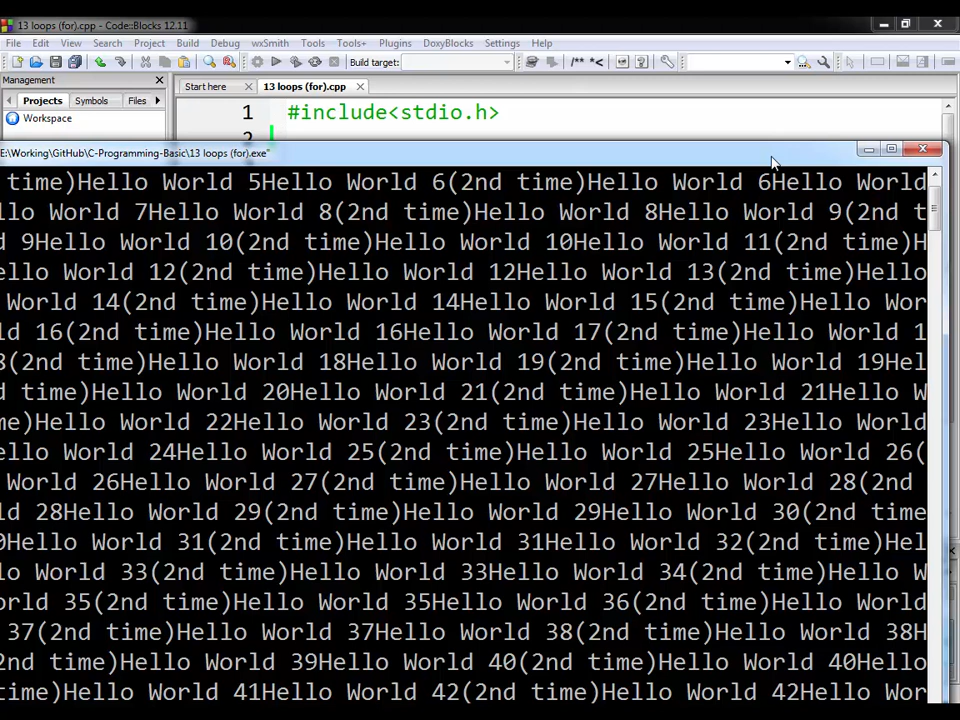 13 loops (for).cpp - Code::Blocks 12.11
File Edit View Search Project Build Debug wxSmith Tools Tools+ Plugins DoxyBlocks Settings Help
Build target:
/** *<
Management
Start here
13 loops (for).cpp
Projects Symbols Files
Workspace
1 #include<stdio.h>
2
E:\Working\GitHub\C-Programming-Basic\13 loops (for).exe"
time)Hello World 5Hello World 6(2nd time)Hello World 6Hello World
llo World 7Hello World 8(2nd time)Hello World 8Hello World 9(2nd t
d 9Hello World 10(2nd time)Hello World 10Hello World 11(2nd time)H
ello World 12(2nd time)Hello World 12Hello World 13(2nd time)Hello
World 14(2nd time)Hello World 14Hello World 15(2nd time)Hello Wor
ld 16(2nd time)Hello World 16Hello World 17(2nd time)Hello World 1
8(2nd time)Hello World 18Hello World 19(2nd time)Hello World 19Hel
d time)Hello World 20Hello World 21(2nd time)Hello World 21Hello W
me)Hello World 22Hello World 23(2nd time)Hello World 23Hello World
ello World 24Hello World 25(2nd time)Hello World 25Hello World 26(
World 26Hello World 27(2nd time)Hello World 27Hello World 28(2nd
ld 28Hello World 29(2nd time)Hello World 29Hello World 30(2nd time
0Hello World 31(2nd time)Hello World 31Hello World 32(2nd time)Hel
lo World 33(2nd time)Hello World 33Hello World 34(2nd time)Hello W
orld 35(2nd time)Hello World 35Hello World 36(2nd time)Hello World
37(2nd time)Hello World 37Hello World 38(2nd time)Hello World 38H
2nd time)Hello World 39Hello World 40(2nd time)Hello World 40Hello
time)Hello World 41Hello World 42(2nd time)Hello World 42Hello Wor